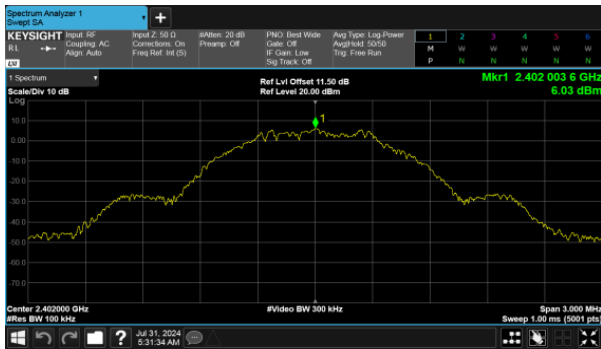 Spectrum Analyzer 1
Swept SA
+
KEYSIGHT
RL
Input: RF
Coupling: AC
Align: Auto
Input Z: 50 Ω
Corrections: On
Freq Ref: Int (S)
#Atten: 20 dB
Preamp: Off
PNO: Best Wide
Gate: Off
IF Gain: Low
Sig Track: Off
Avg Type: Log-Power
Avg|Hold: 50/50
Trig: Free Run
1 2 3 4 5 6
M W W W W W
P N N N N N
LXI
1 Spectrum
Scale/Div 10 dB
Log
Ref Lvl Offset 11.50 dB
Ref Level 20.00 dBm
Mkr1 2.402 003 6 GHz
6.03 dBm
1
10.0
0.00
-10.0
-20.0
-30.0
-40.0
-50.0
-60.0
-70.0
Center 2.402000 GHz
#Res BW 100 kHz
#Video BW 300 kHz
Span 3.000 MHz
Sweep 1.00 ms (5001 pts)
?
Jul 31, 2024
5:31:34 AM